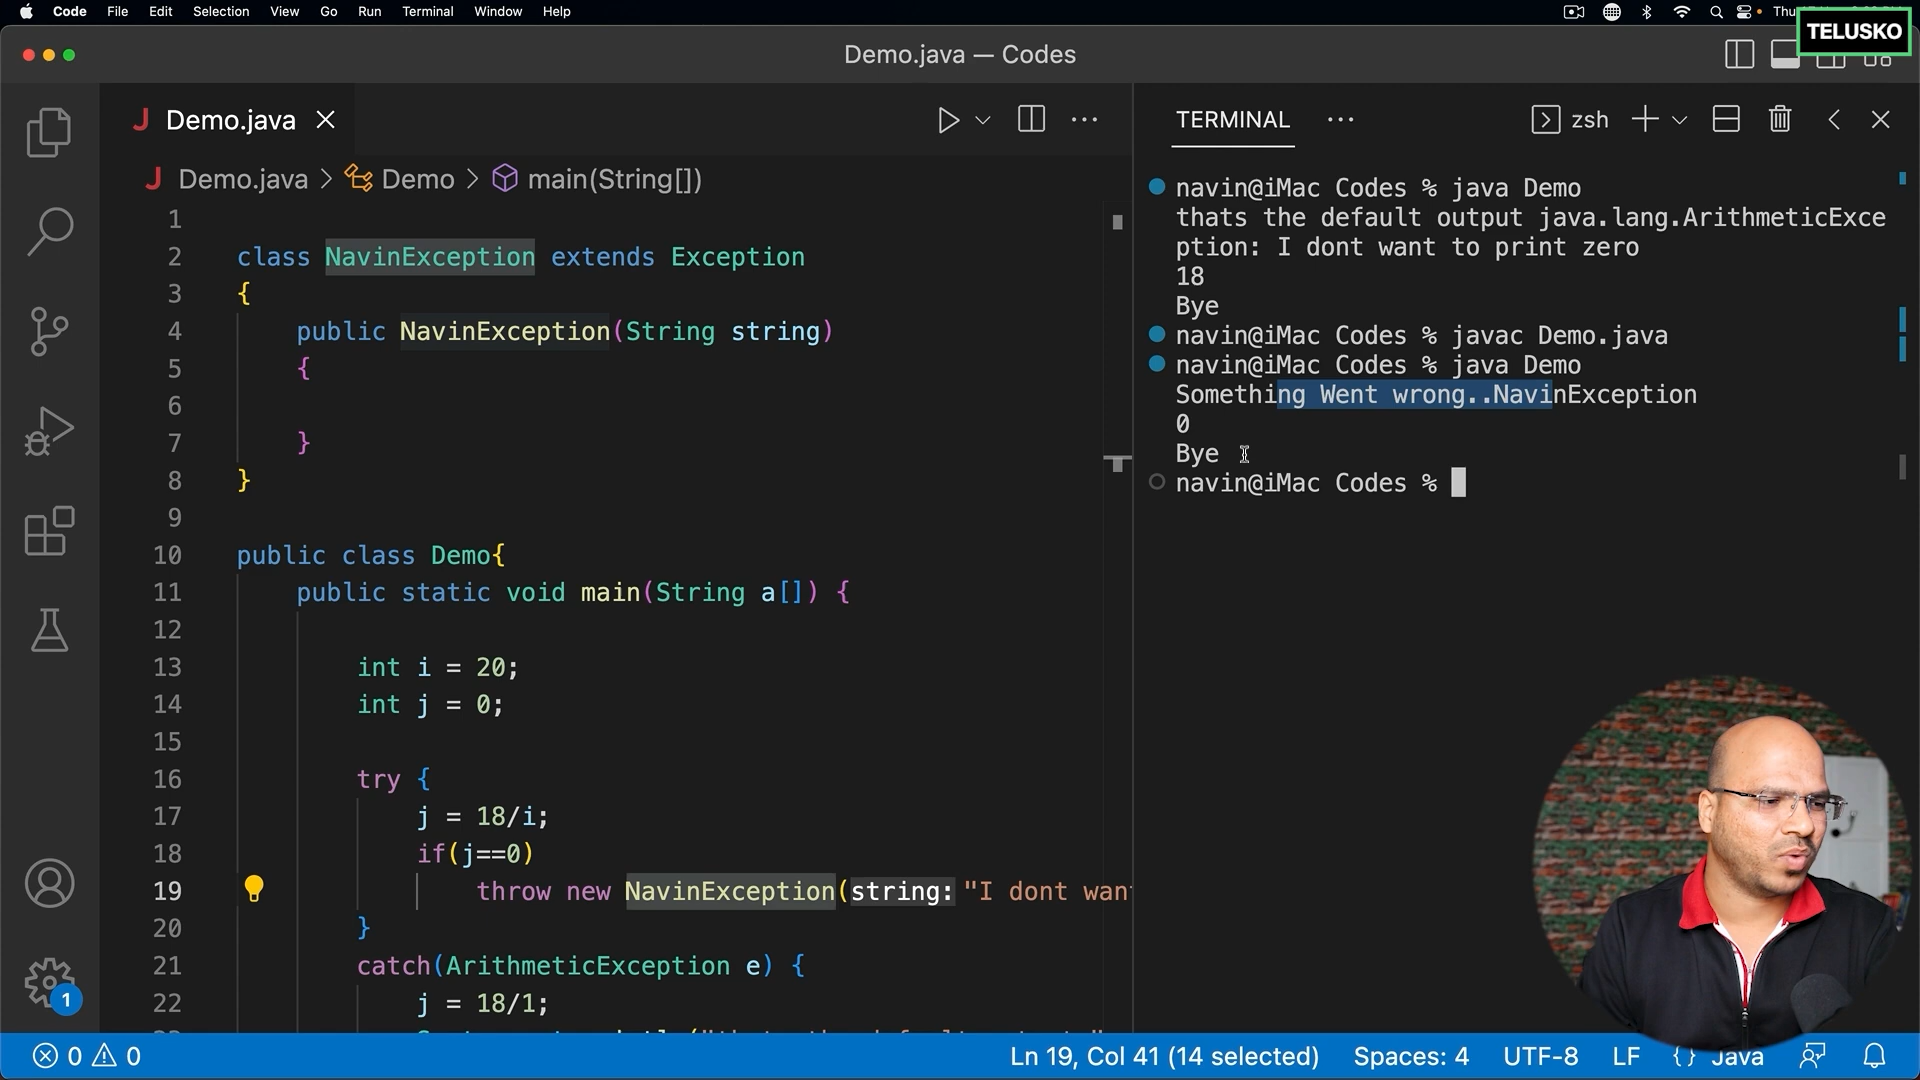 Code File Edit Selection View Go Run Terminal Window Help
TELUSKO
Demo.java — Codes
Demo.java
Demo.java > Demo > main(String[])
1
2 class NavinException extends Exception
3 {
4 public NavinException(String string)
5 {
6
7 }
8 }
9
10 public class Demo{
11 public static void main(String a[]) {
12
13 int i = 20;
14 int j = 0;
15
16 try {
17 j = 18/i;
18 if(j==0)
19 throw new NavinException(string: "I dont wan
20 }
21 catch(ArithmeticException e) {
22 j = 18/1;
TERMINAL
zsh
navin@iMac Codes % java Demo
thats the default output java.lang.ArithmeticExce
ption: I dont want to print zero
18
Bye
navin@iMac Codes % javac Demo.java
navin@iMac Codes % java Demo
Something Went wrong..NavinException
0
Bye
navin@iMac Codes %
1
0 0
Ln 19, Col 41 (14 selected) Spaces: 4 UTF-8 LF {} Java